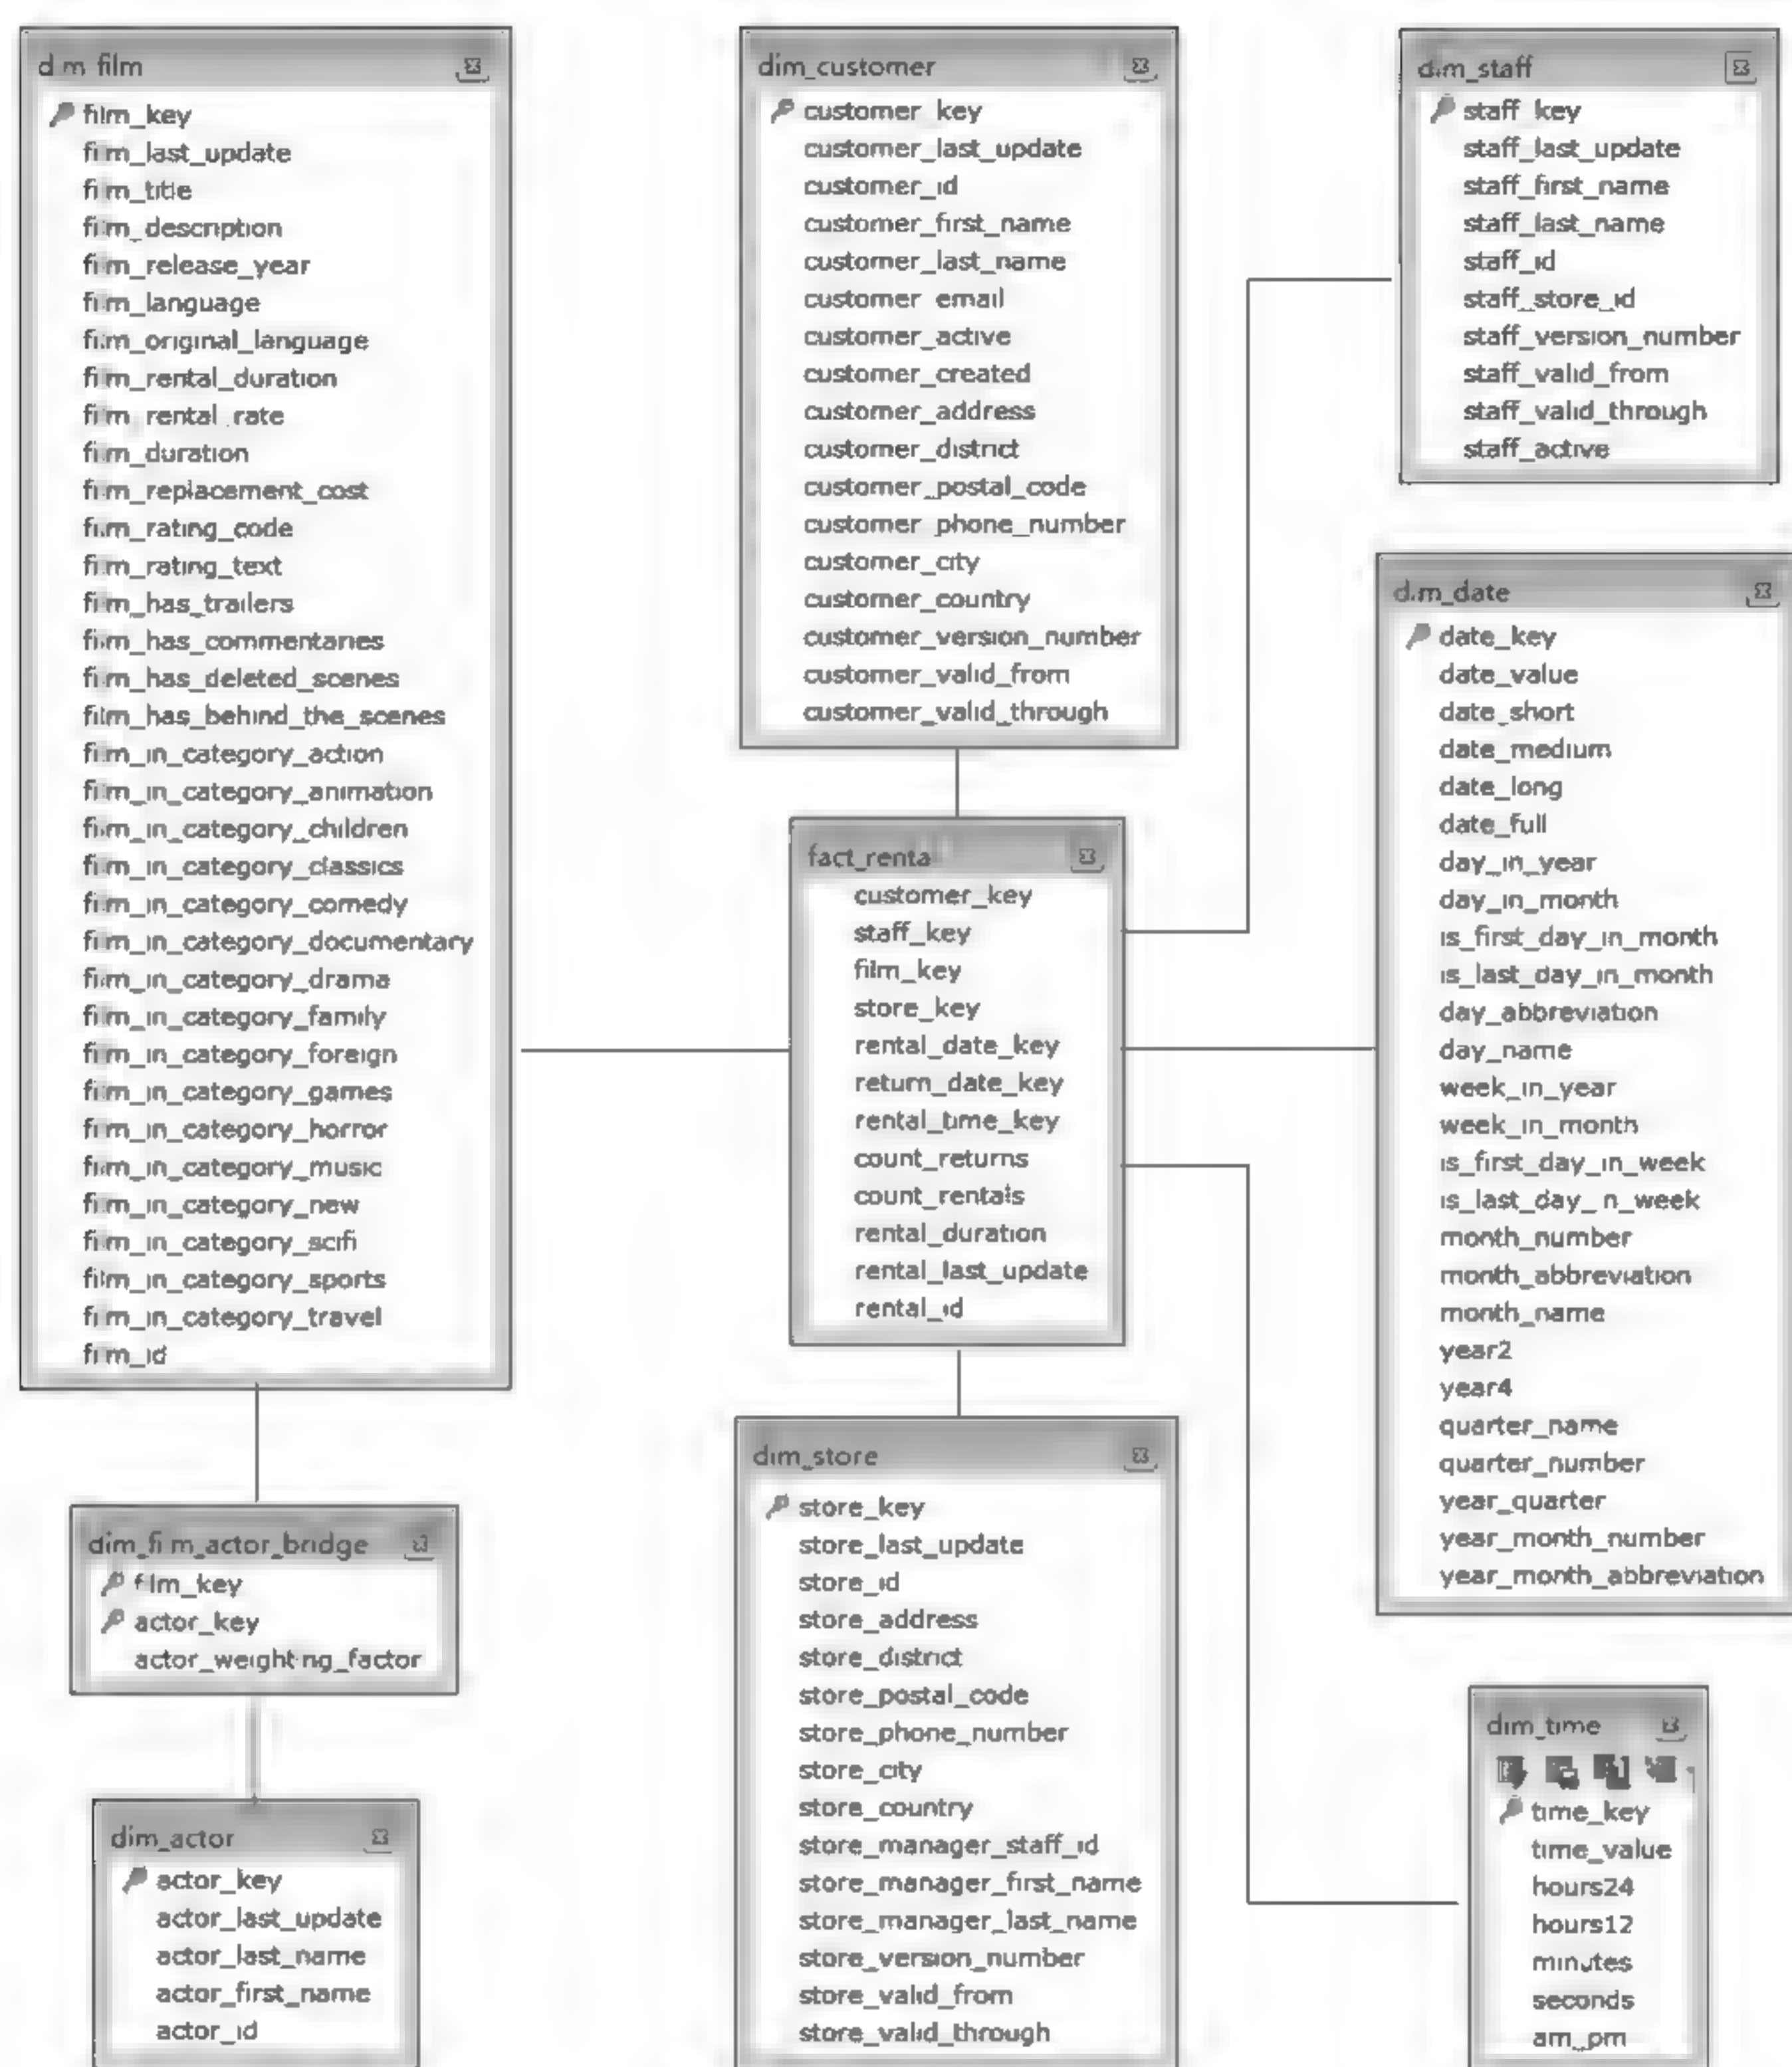 dim_film
film_key
film_last_update
film_title
film_description
film_release_year
film_language
film_original_language
film_rental_duration
film_rental_rate
film_duration
film_replacement_cost
film_rating_code
film_rating_text
film_has_trailers
film_has_commentaries
film_has_deleted_scenes
film_has_behind_the_scenes
film_in_category_action
film_in_category_animation
film_in_category_children
film_in_category_classics
film_in_category_comedy
film_in_category_documentary
film_in_category_drama
film_in_category_family
film_in_category_foreign
film_in_category_games
film_in_category_horror
film_in_category_music
film_in_category_new
film_in_category_scifi
film_in_category_sports
film_in_category_travel
film_id
dim_film_actor_bridge
film_key
actor_key
actor_weighting_factor
dim_actor
actor_key
actor_last_update
actor_last_name
actor_first_name
actor_id
dim_customer
customer_key
customer_last_update
customer_id
customer_first_name
customer_last_name
customer_email
customer_active
customer_created
customer_address
customer_district
customer_postal_code
customer_phone_number
customer_city
customer_country
customer_version_number
customer_valid_from
customer_valid_through
fact_renta
customer_key
staff_key
film_key
store_key
rental_date_key
return_date_key
rental_time_key
count_returns
count_rentals
rental_duration
rental_last_update
rental_id
dim_store
store_key
store_last_update
store_id
store_address
store_district
store_postal_code
store_phone_number
store_city
store_country
store_manager_staff_id
store_manager_first_name
store_manager_last_name
store_version_number
store_valid_from
store_valid_through
dim_staff
staff_key
staff_last_update
staff_first_name
staff_last_name
staff_id
staff_store_id
staff_version_number
staff_valid_from
staff_valid_through
staff_active
dim_date
date_key
date_value
date_short
date_medium
date_long
date_full
day_in_year
day_in_month
is_first_day_in_month
is_last_day_in_month
day_abbreviation
day_name
week_in_year
week_in_month
is_first_day_in_week
is_last_day_in_week
month_number
month_abbreviation
month_name
year2
year4
quarter_name
quarter_number
year_quarter
year_month_number
year_month_abbreviation
dim_time
time_key
time_value
hours24
hours12
minutes
seconds
am_pm